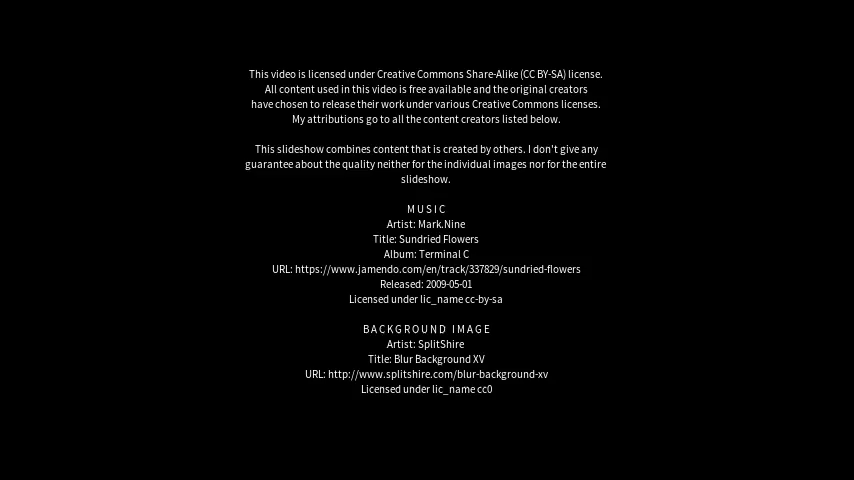 This video is licensed under Creative Commons Share-Alike (CC BY-SA) license.
All content used in this video is free available and the original creators
have chosen to release their work under various Creative Commons licenses.
My attributions go to all the content creators listed below.
This slideshow combines content that is created by others. I don't give any
guarantee about the quality neither for the individual images nor for the entire
slideshow.
MUSIC
Artist: Mark.Nine
Title: Sundried Flowers
Album: Terminal C
URL: https://www.jamendo.com/en/track/337829/sundried-flowers
Released: 2009-05-01
Licensed under lic_name cc-by-sa
BACKGROUND IMAGE
Artist: SplitShire
Title: Blur Background XV
URL: http://www.splitshire.com/blur-background-xv
Licensed under lic_name cc0